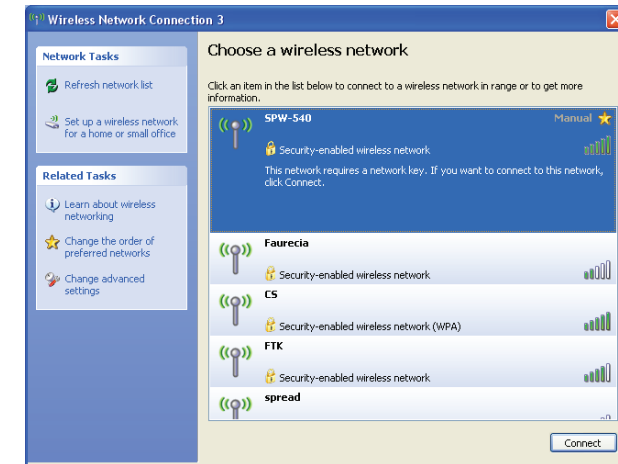 Wireless Network Connection 3
Network Tasks
Refresh network list
Set up a wireless network
for a home or small office
Related Tasks
Learn about wireless
networking
Change the order of
preferred networks
Change advanced
settings
Choose a wireless network
Click an item in the list below to connect to a wireless network in range or to get more
information.
SPW-540 Manual
Security-enabled wireless network
This network requires a network key. If you want to connect to this network,
click Connect.
Faurecia
Security-enabled wireless network
CS
Security-enabled wireless network (WPA)
FTK
Security-enabled wireless network
spread
Connect